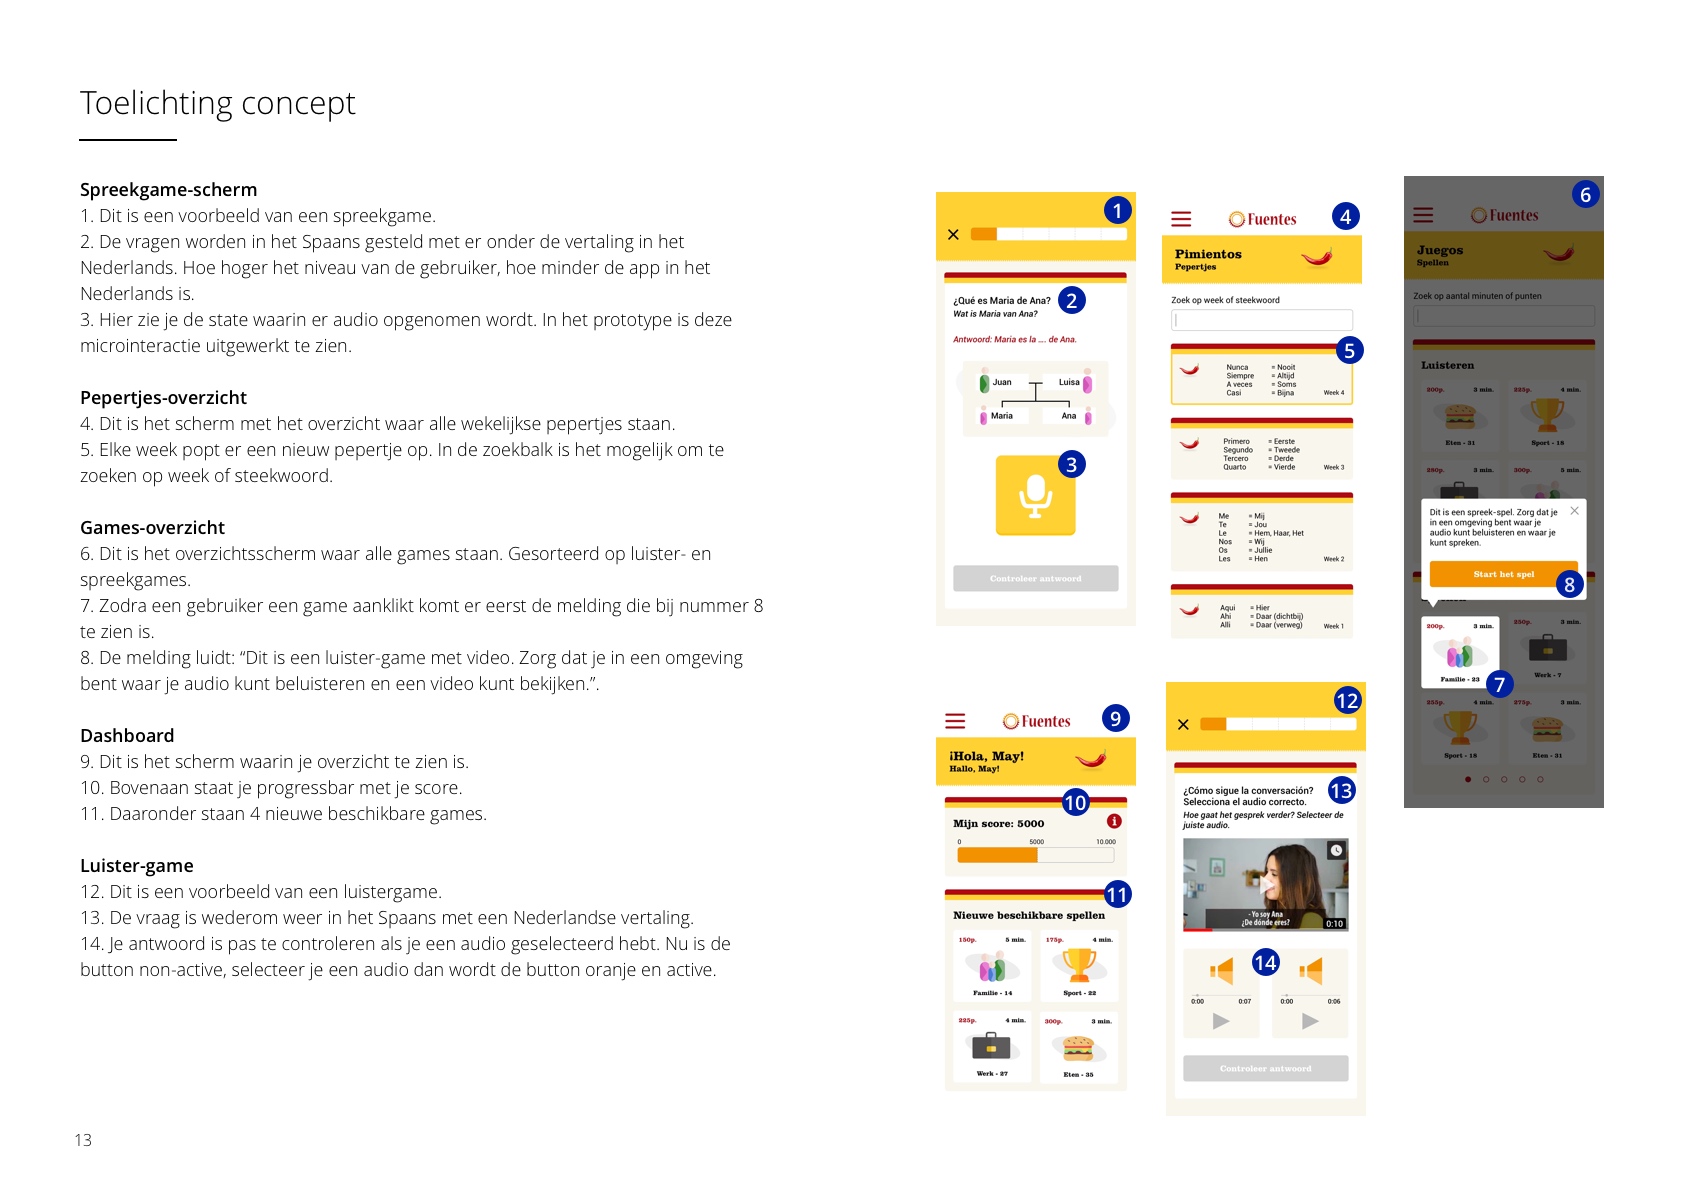 Toelichting concept
Spreekgame-scherm
1. Dit is een voorbeeld van een spreekgame.
2. De vragen worden in het Spaans gesteld met er onder de vertaling in het
Nederlands. Hoe hoger het niveau van de gebruiker, hoe minder de app in het
Nederlands is.
3. Hier zie je de state waarin er audio opgenomen wordt. In het prototype is deze
microinteractie uitgewerkt te zien.
Pepertjes-overzicht
4. Dit is het scherm met het overzicht waar alle wekelijkse pepertjes staan.
5. Elke week popt er een nieuw pepertje op. In de zoekbalk is het mogelijk om te
zoeken op week of steekwoord.
Games-overzicht
6. Dit is het overzichtsscherm waar alle games staan. Gesorteerd op luister- en
spreekgames.
7. Zodra een gebruiker een game aanklikt komt er eerst de melding die bij nummer 8
te zien is.
8. De melding luidt: “Dit is een luister-game met video. Zorg dat je in een omgeving
bent waar je audio kunt beluisteren en een video kunt bekijken.”.
Dashboard
9. Dit is het scherm waarin je overzicht te zien is.
10. Bovenaan staat je progressbar met je score.
11. Daaronder staan 4 nieuwe beschikbare games.
Luister-game
12. Dit is een voorbeeld van een luistergame.
13. De vraag is wederom weer in het Spaans met een Nederlandse vertaling.
14. Je antwoord is pas te controleren als je een audio geselecteerd hebt. Nu is de
button non-active, selecteer je een audio dan wordt de button oranje en active.
13
1
¿Qué es Maria de Ana?
2
Wat is Maria van Ana?
Antwoord: Maria es la .... de Ana.
Juan Luisa
Maria Ana
3
Controleer antwoord
Fuentes
4
Pimientos
Pepertjes
Zoek op week of steekwoord
5
Nunca = Nooit
Siempre = Altijd
A veces = Soms
Casi = Bijna Week 4
Primero = Eerste
Segundo = Tweede
Tercero = Derde
Quarto = Vierde Week 3
Me = Mij
Te = Jou
Le = Hem, Haar, Het
Nos = Wij
Os = Jullie
Les = Hen Week 2
Aqui = Hier
Ahi = Daar (dichtbij)
Alli = Daar (verweg) Week 1
6
Fuentes
Juegos
Spellen
Zoek op aantal minuten of punten
Luisteren
200p. 3 min. 225p. 4 min.
Eten - 31 Sport - 18
280p. 3 min. 300p. 5 min.
Dit is een spreek-spel. Zorg dat je
in een omgeving bent waar je
audio kunt beluisteren en waar je
kunt spreken.
Start het spel
8
200p. 3 min. 250p. 3 min.
Familie - 23 Werk - 7
7
255p. 4 min. 275p. 3 min.
Sport - 18 Eten - 31
Fuentes
9
¡Hola, May!
Hallo, May!
10
Mijn score: 5000
i
0 5000 10.000
11
Nieuwe beschikbare spellen
150p. 5 min. 175p. 4 min.
Familie - 14 Sport - 22
225p. 4 min. 300p. 3 min.
Werk - 27 Eten - 35
12
¿Cómo sigue la conversación?
13
Selecciona el audio correcto.
Hoe gaat het gesprek verder? Selecteer de
juiste audio.
- Yo soy Ana
¿De dónde eres?
0:10
14
0:00 0:07 0:00 0:06
Controleer antwoord